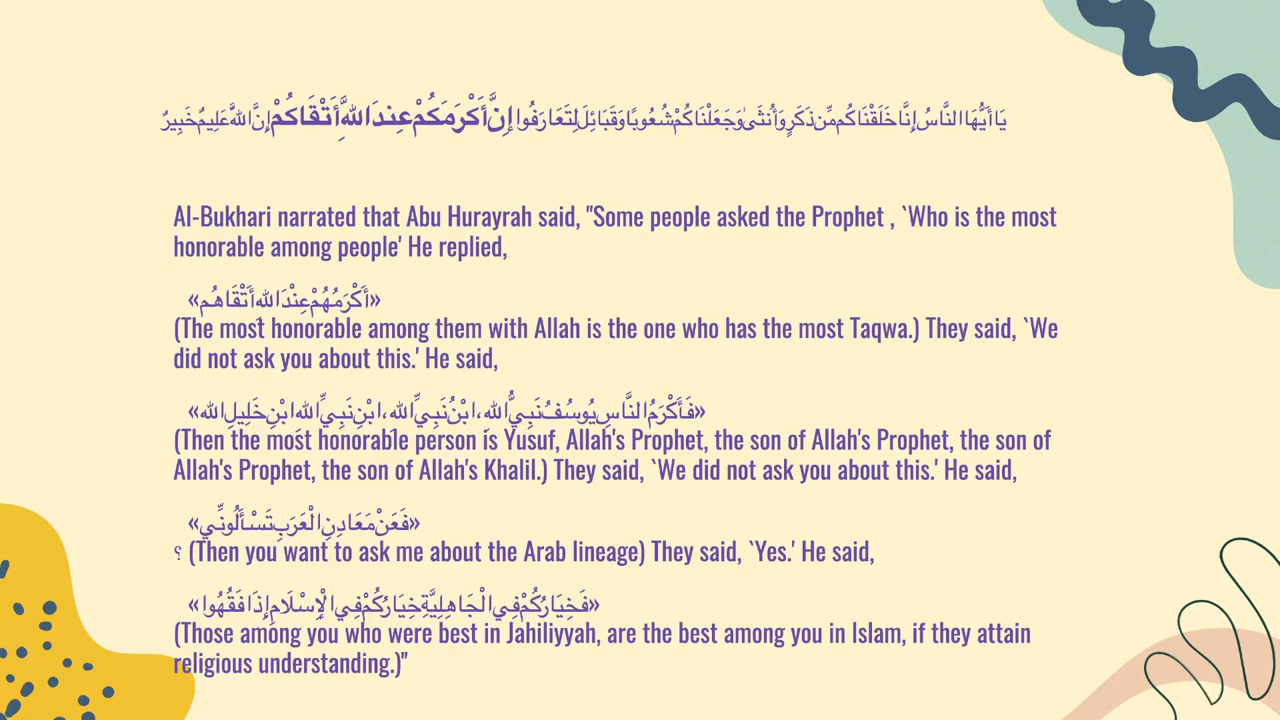 يَا أَيُّهَا النَّاسُ إِنَّا خَلَقْنَاكُم مِّن ذَكَرٍ وَأُنثَىٰ وَجَعَلْنَاكُمْ شُعُوبًا وَقَبَائِلَ لِتَعَارَفُوا إِنَّ أَكْرَمَكُمْ عِندَ اللَّهِ أَتْقَاكُمْ إِنَّ اللَّهَ عَلِيمٌ خَبِيرٌ
Al-Bukhari narrated that Abu Hurayrah said, "Some people asked the Prophet , `Who is the most
honorable among people' He replied,
«أَكْرَمُهُمْ عِنْدَ اللهِ أَتْقَاهُم»
(The most honorable among them with Allah is the one who has the most Taqwa.) They said, `We
did not ask you about this.' He said,
«فَأَكْرَمُ النَّاسِ يُوسُفُ نَبِيُّ اللهِ، ابْنُ نَبِيِّ اللهِ، ابْنِ نَبِيِّ اللهِ ابْنِ خَلِيلِ الله»
(Then the most honorable person is Yusuf, Allah's Prophet, the son of Allah's Prophet, the son of
Allah's Prophet, the son of Allah's Khalil.) They said, `We did not ask you about this.' He said,
«فَعَنْ مَعَادِنِ الْعَرَبِ تَسْأَلُونِّي»
؟ (Then you want to ask me about the Arab lineage) They said, `Yes.' He said,
«فَخِيَارُكُمْ فِي الْجَاهِلِيَّةِ خِيَارُكُمْ فِي الْإِسْلَامِ إِذَا فَقُهُوا»
(Those among you who were best in Jahiliyyah, are the best among you in Islam, if they attain
religious understanding.)"